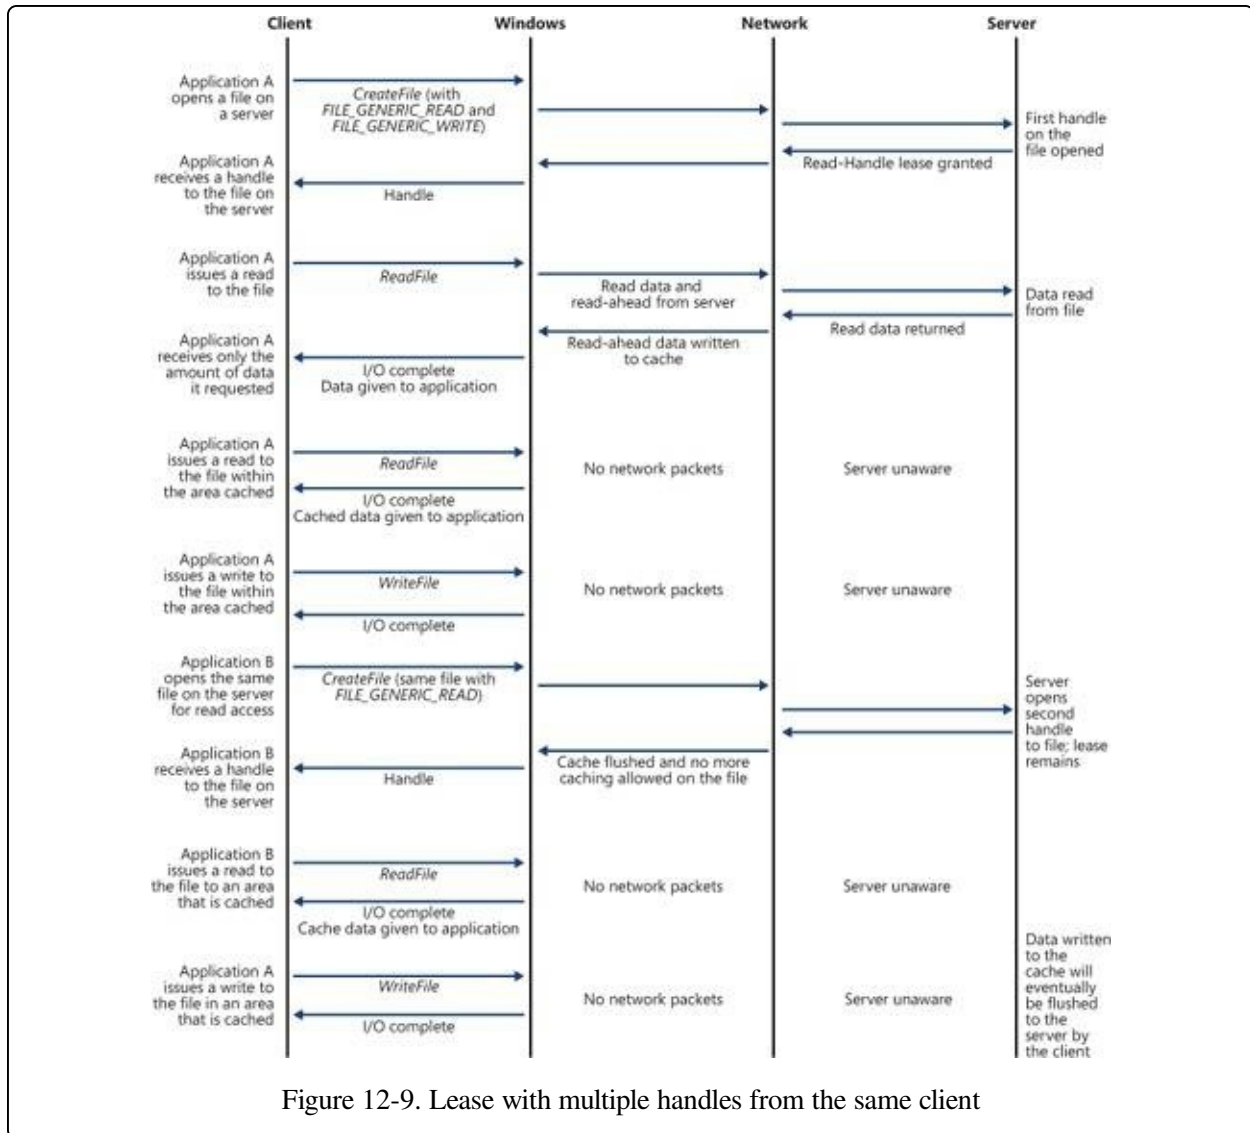 Client
Windows
Network
Server
Application A
opens a file on
a server
CreateFile (with
FILE_GENERIC_READ and
FILE_GENERIC_WRITE)
First handle
on the
file opened
Read-Handle lease granted
Application A
receives a handle
to the file on
the server
Handle
Application A
issues a read
to the file
ReadFile
Read data and
read-ahead from server
Data read
from file
Read data returned
Read-ahead data written
to cache
Application A
receives only the
amount of data
it requested
I/O complete
Data given to application
Application A
issues a read to
the file within
the area cached
ReadFile
I/O complete
Cached data given to application
No network packets
Server unaware
Application A
issues a write to
the file within
the area cached
WriteFile
I/O complete
No network packets
Server unaware
Application B
opens the same
file on the server
for read access
CreateFile (same file with
FILE_GENERIC_READ)
Server
opens
second
handle
to file; lease
remains
Cache flushed and no more
caching allowed on the file
Application B
receives a handle
to the file on
the server
Handle
Application B
issues a read to
the file to an area
that is cached
ReadFile
I/O complete
Cache data given to application
No network packets
Server unaware
Application A
issues a write to
the file in an area
that is cached
WriteFile
I/O complete
No network packets
Server unaware
Data written
to the
cache will
eventually
be flushed
to the
server by
the client
Figure 12-9. Lease with multiple handles from the same client